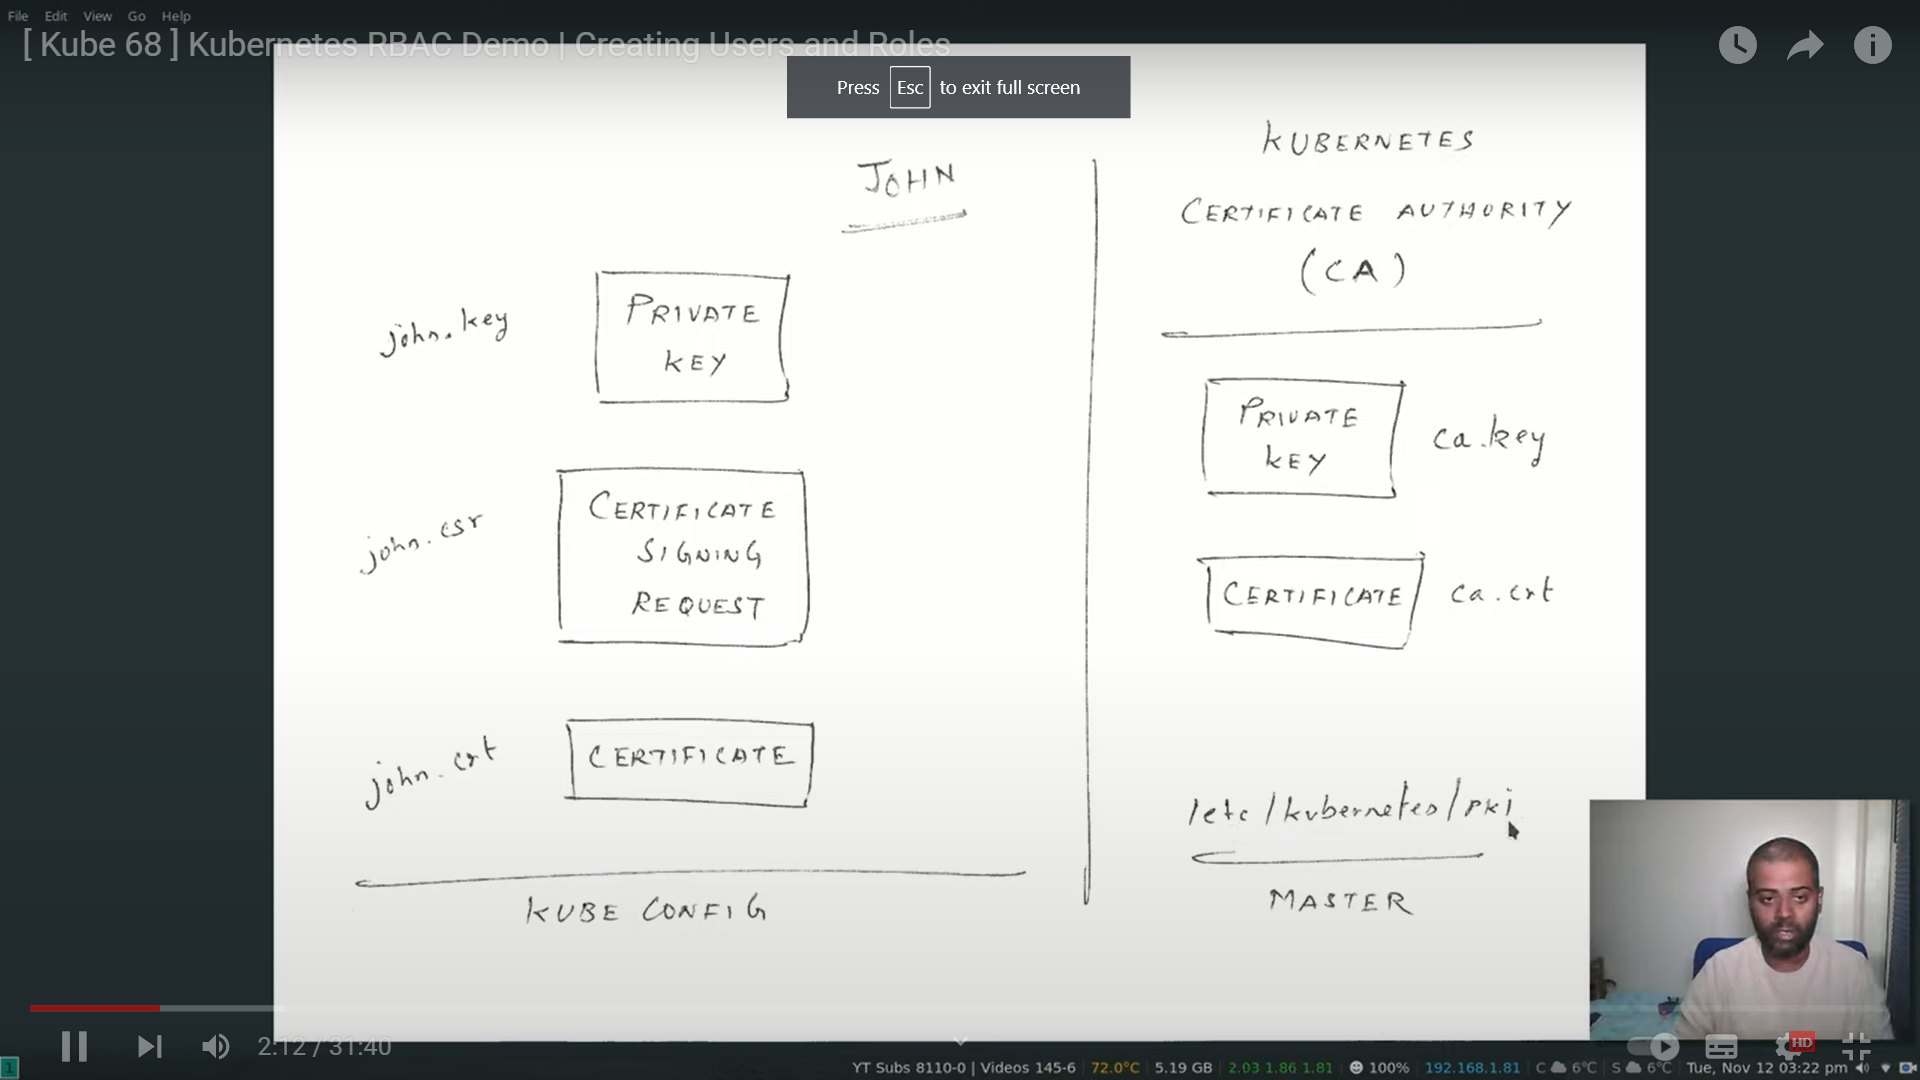 File Edit View Go Help
[ Kube 68 ] Kubernetes RBAC Demo | Creating Users and Roles
Press Esc to exit full screen
JOHN
john.key
PRIVATE
KEY
john.csr
CERTIFICATE
SIGNING
REQUEST
john.crt
CERTIFICATE
KUBE CONFIG
KUBERNETES
CERTIFICATE AUTHORITY
(CA)
PRIVATE
KEY
ca.key
CERTIFICATE
ca.crt
/etc/kubernetes/pki
MASTER
2:12 / 31:40
HD
1
YT Subs 8110-0 | Videos 145-6 72.0°C | 5.19 GB | 2.03 1.86 1.81 | 100% | 192.168.1.81 | C 6°C | S 6°C | Tue, Nov 12 03:22 pm